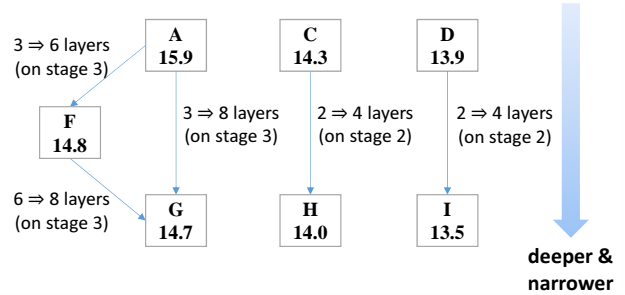 A
15.9
C
14.3
D
13.9
3 ⇒ 6 layers
(on stage 3)
F
14.8
3 ⇒ 8 layers
(on stage 3)
2 ⇒ 4 layers
(on stage 2)
2 ⇒ 4 layers
(on stage 2)
6 ⇒ 8 layers
(on stage 3)
G
14.7
H
14.0
I
13.5
deeper &
narrower